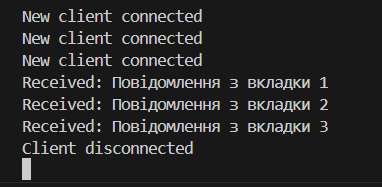 New client connected
New client connected
New client connected
Received: Повідомлення з вкладки 1
Received: Повідомлення з вкладки 2
Received: Повідомлення з вкладки 3
Client disconnected